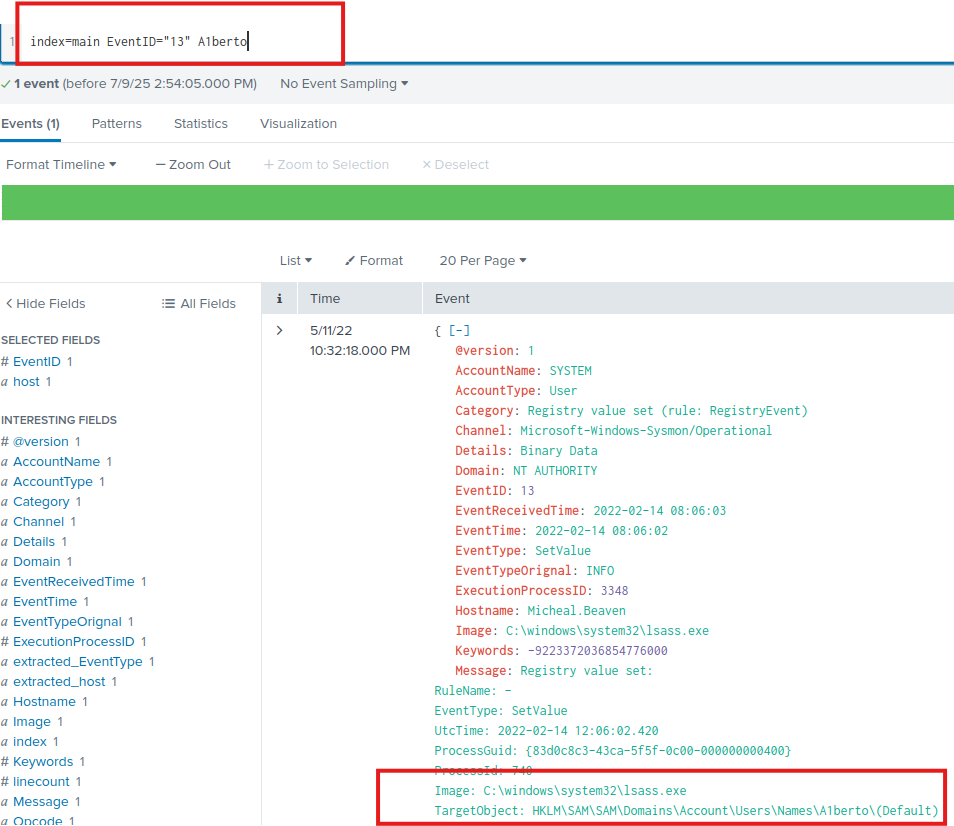 1 index=main EventID="13" A1berto
✓ 1 event (before 7/9/25 2:54:05.000 PM) No Event Sampling
Events (1) Patterns Statistics Visualization
Format Timeline — Zoom Out + Zoom to Selection × Deselect
List Format 20 Per Page
< Hide Fields All Fields
i Time Event
SELECTED FIELDS
# EventID 1
a host 1
INTERESTING FIELDS
# @version 1
a AccountName 1
a AccountType 1
a Category 1
a Channel 1
a Details 1
a Domain 1
a EventReceivedTime 1
a EventTime 1
a EventTypeOrignal 1
# ExecutionProcessID 1
a extracted_EventType 1
a extracted_host 1
a Hostname 1
a Image 1
a index 1
# Keywords 1
# linecount 1
a Message 1
a Opcode 1
> 5/11/22
10:32:18.000 PM
{ [-]
@version: 1
AccountName: SYSTEM
AccountType: User
Category: Registry value set (rule: RegistryEvent)
Channel: Microsoft-Windows-Sysmon/Operational
Details: Binary Data
Domain: NT AUTHORITY
EventID: 13
EventReceivedTime: 2022-02-14 08:06:03
EventTime: 2022-02-14 08:06:02
EventType: SetValue
EventTypeOrignal: INFO
ExecutionProcessID: 3348
Hostname: Micheal.Beaven
Image: C:\windows\system32\lsass.exe
Keywords: -9223372036854776000
Message: Registry value set:
RuleName: -
EventType: SetValue
UtcTime: 2022-02-14 12:06:02.420
ProcessGuid: {83d0c8c3-43ca-5f5f-0c00-000000000400}
ProcessId: 740
Image: C:\windows\system32\lsass.exe
TargetObject: HKLM\SAM\SAM\Domains\Account\Users\Names\A1berto\(Default)